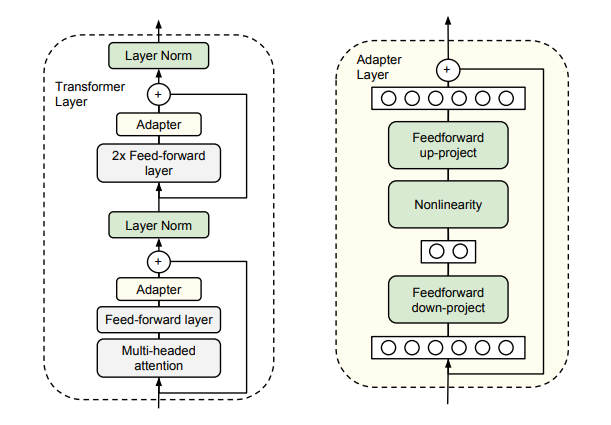 Layer Norm
Transformer
Layer
+
Adapter
2x Feed-forward
layer
Layer Norm
+
Adapter
Feed-forward layer
Multi-headed
attention
Adapter
Layer
+
Feedforward
up-project
Nonlinearity
Feedforward
down-project